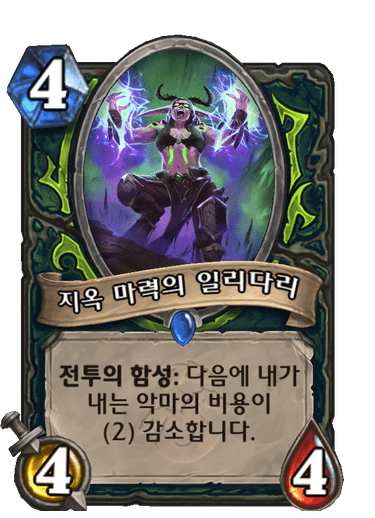 4
지옥 마력의 일리다리
전투의 함성: 다음에 내가
내는 악마의 비용이
(2) 감소합니다.
4
4